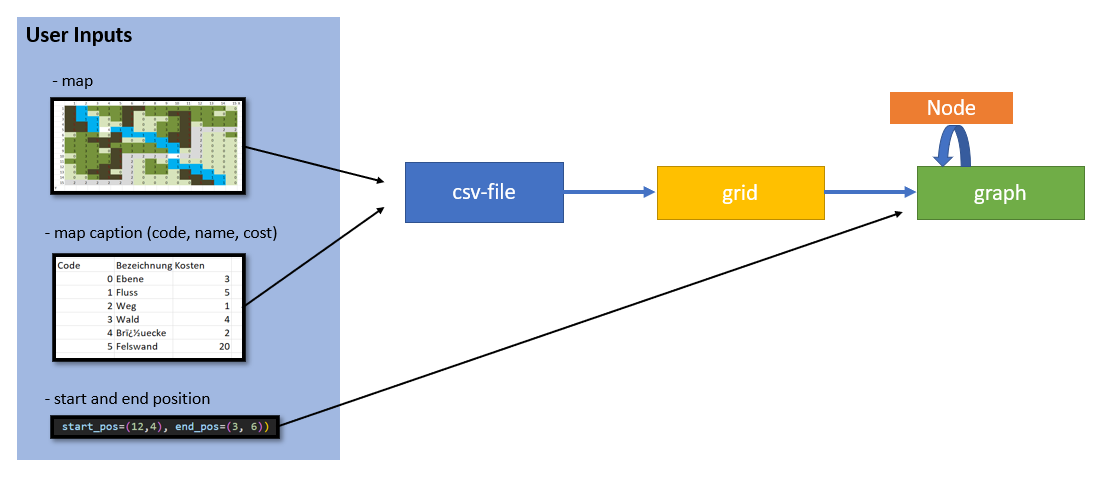 User Inputs
- map
- map caption (code, name, cost)
Code Bezeichnung Kosten
0 Ebene 3
1 Fluss 5
2 Weg 1
3 Wald 4
4 Brï¿½uecke 2
5 Felswand 20
- start and end position
start_pos=(12,4), end_pos=(3, 6))
csv-file
grid
Node
graph